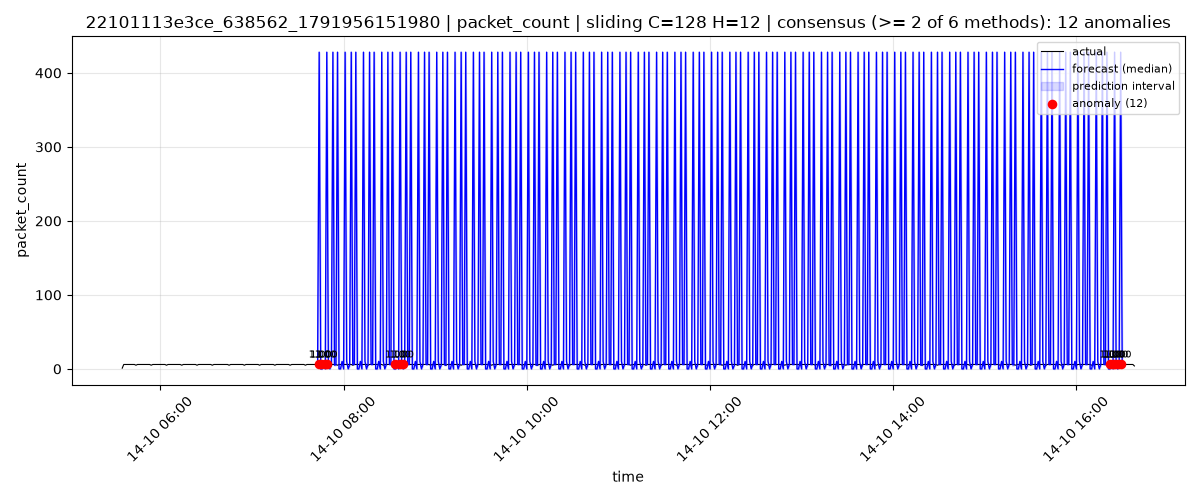 22101113e3ce_638562_1791956151980 | packet_count | sliding C=128 H=12 | consensus (>= 2 of 6 methods): 12 anomalies
actual
forecast (median)
prediction interval
anomaly (12)
packet_count
400
300
200
100
0
14-10 06:00
14-10 08:00
14-10 10:00
14-10 12:00
14-10 14:00
14-10 16:00
time